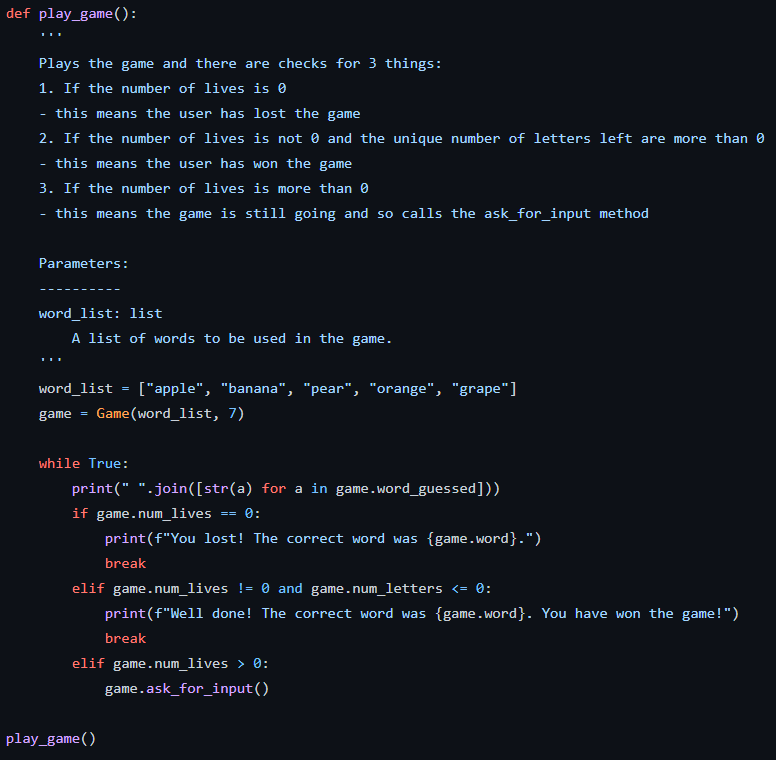 def play_game():
    '''
    Plays the game and there are checks for 3 things:
    1. If the number of lives is 0
    - this means the user has lost the game
    2. If the number of lives is not 0 and the unique number of letters left are more than 0
    - this means the user has won the game
    3. If the number of lives is more than 0
    - this means the game is still going and so calls the ask_for_input method

    Parameters:
    ----------
    word_list: list
        A list of words to be used in the game.
    '''
    word_list = ["apple", "banana", "pear", "orange", "grape"]
    game = Game(word_list, 7)

    while True:
        print(" ".join([str(a) for a in game.word_guessed]))
        if game.num_lives == 0:
            print(f"You lost! The correct word was {game.word}.")
            break
        elif game.num_lives != 0 and game.num_letters <= 0:
            print(f"Well done! The correct word was {game.word}. You have won the game!")
            break
        elif game.num_lives > 0:
            game.ask_for_input()

play_game()